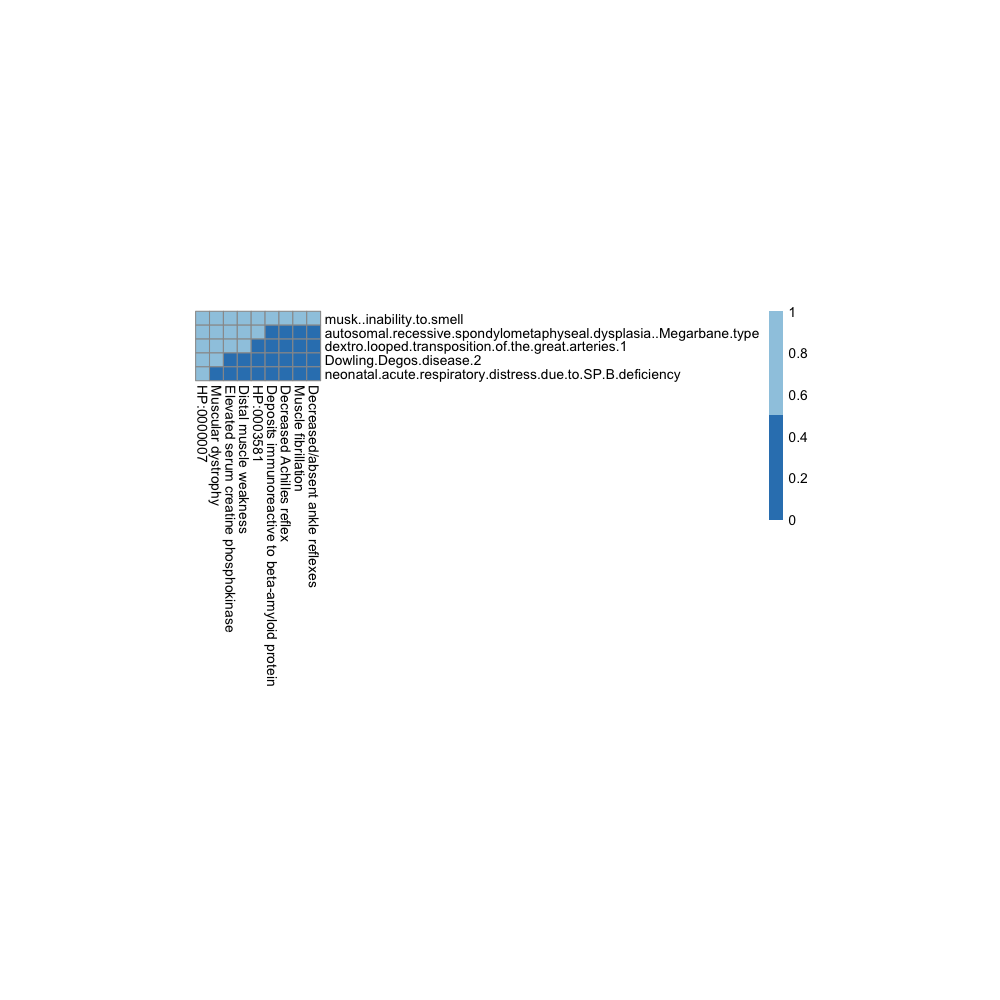 musk..inability.to.smell
autosomal.recessive.spondylometaphyseal.dysplasia..Megarbane.type
dextro.looped.transposition.of.the.great.arteries.1
Dowling.Degos.disease.2
neonatal.acute.respiratory.distress.due.to.SP.B.deficiency
1
0.8
0.6
0.4
0.2
0
HP:0000007
Muscular dystrophy
Elevated serum creatine phosphokinase
Distal muscle weakness
HP:0003581
Deposits immunoreactive to beta-amyloid protein
Decreased Achilles reflex
Muscle fibrillation
Decreased/absent ankle reflexes